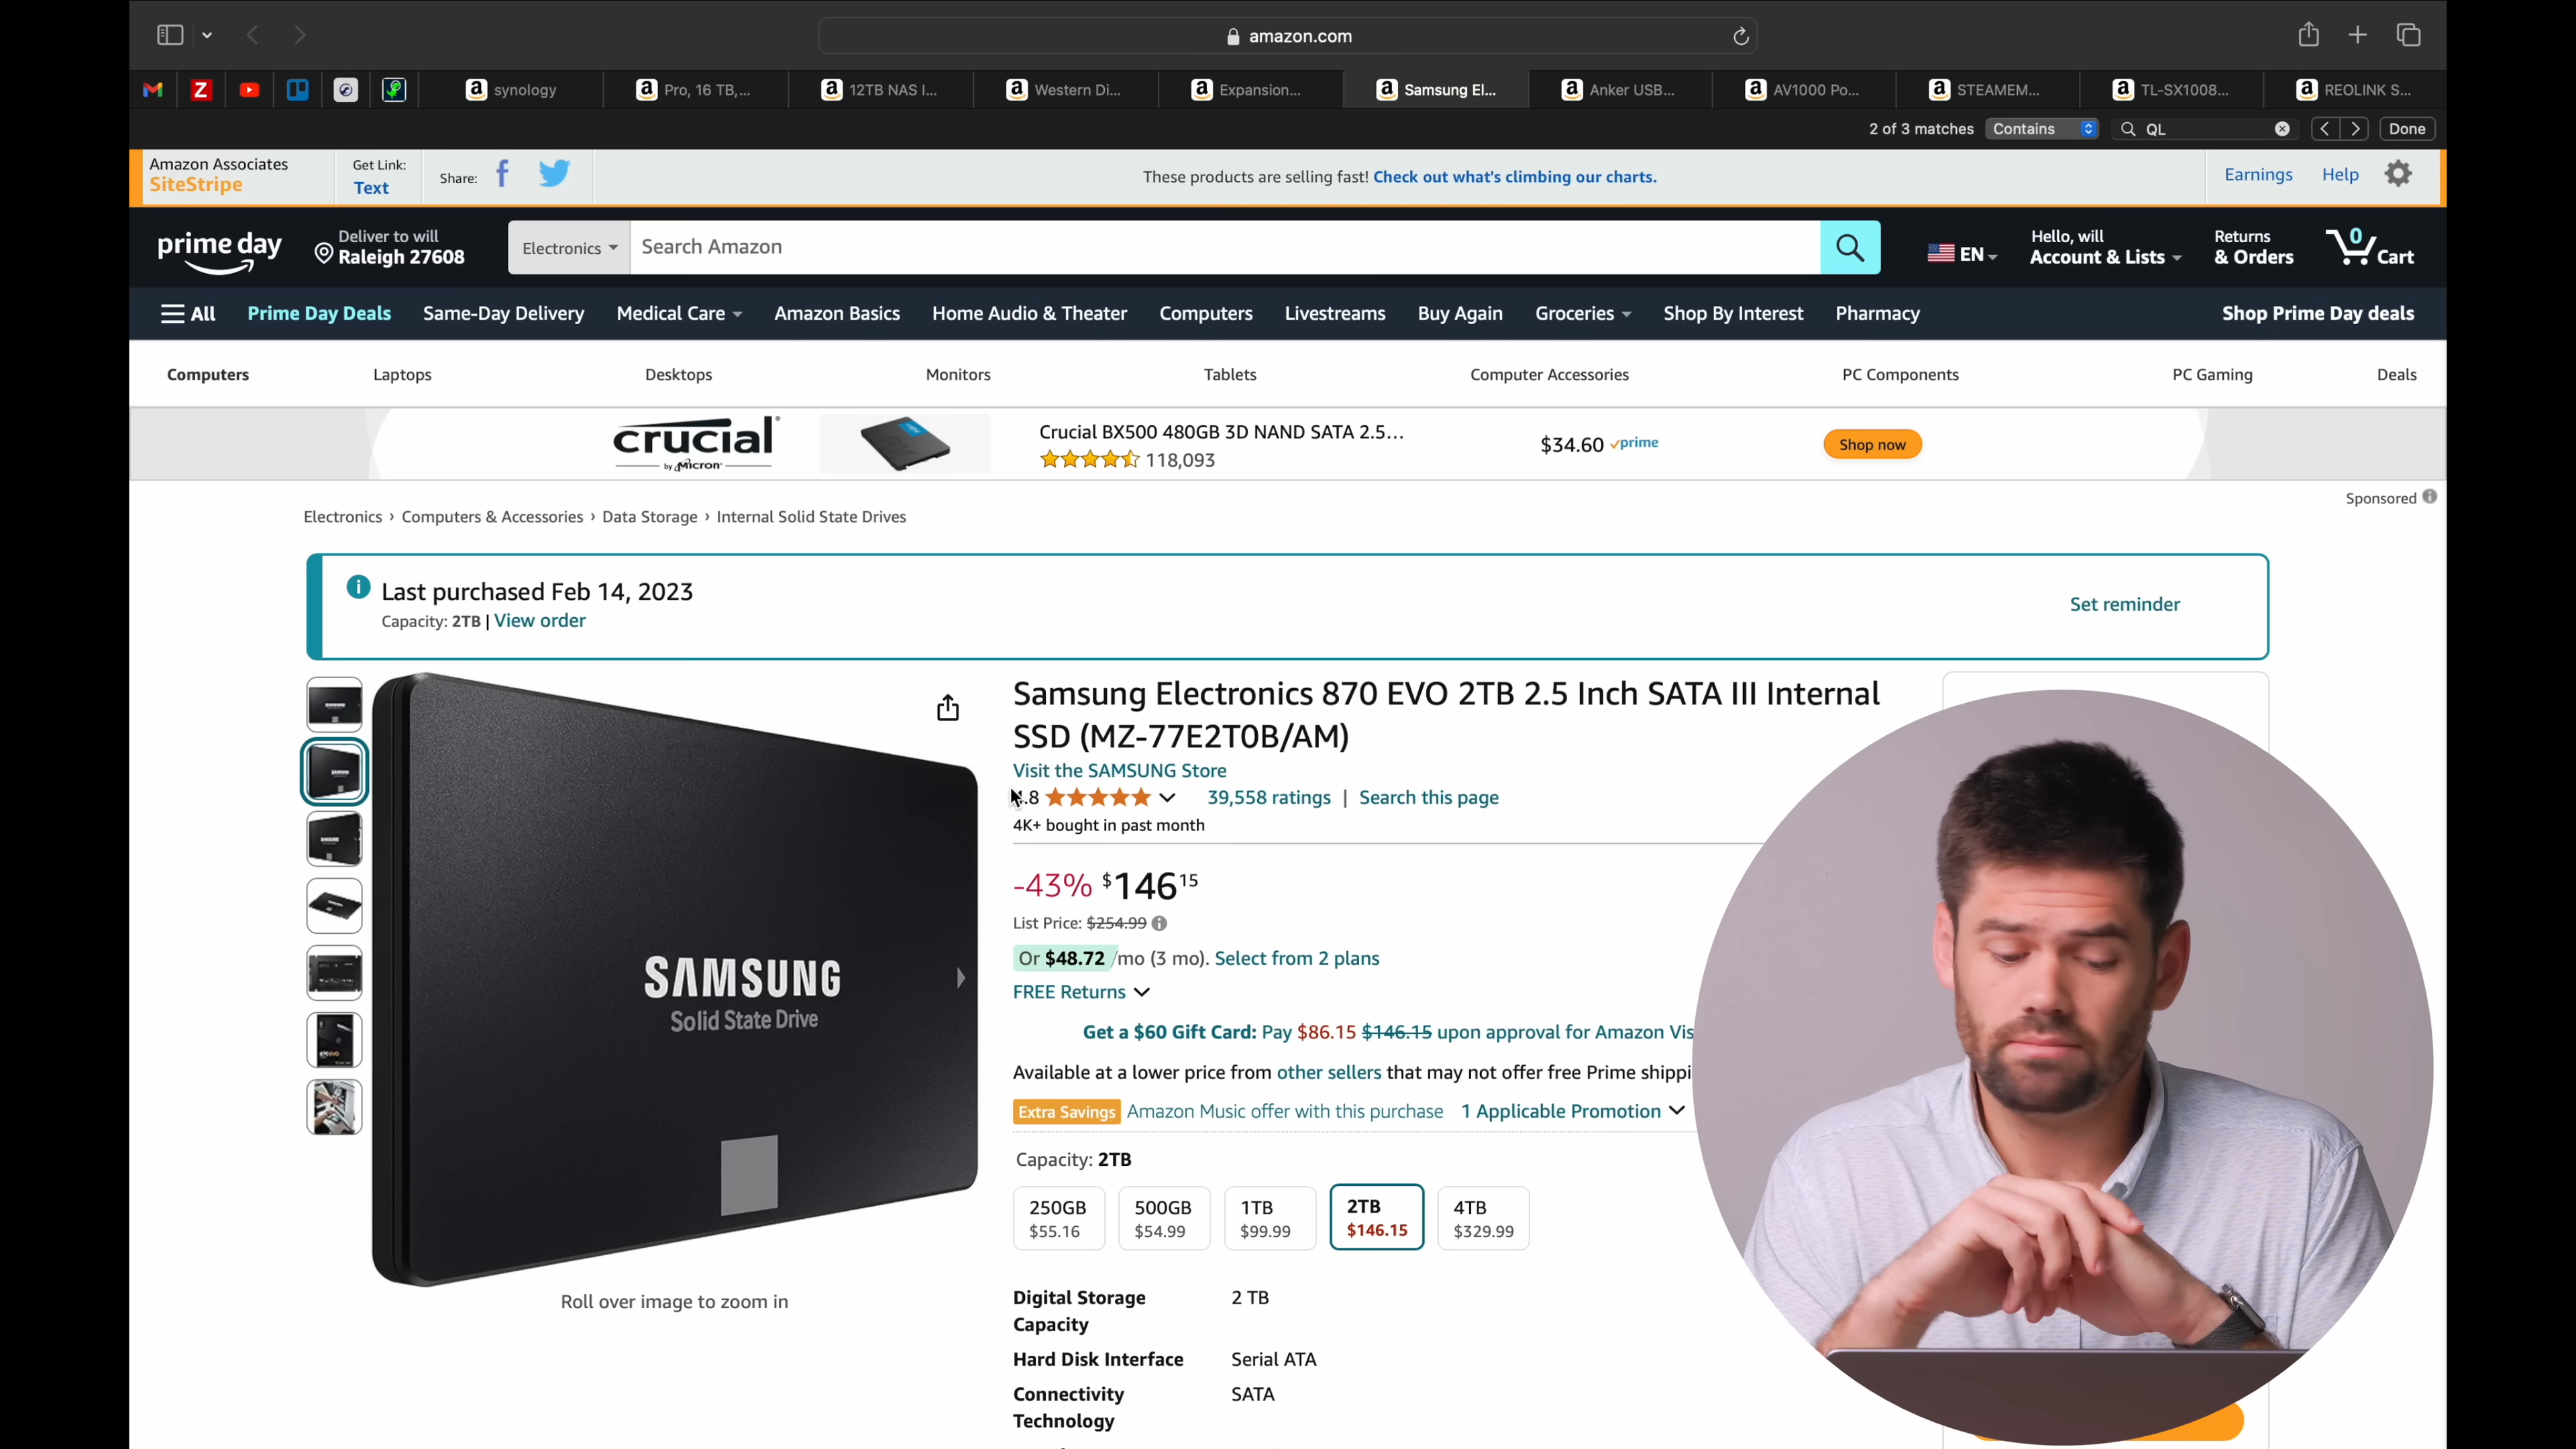 amazon.com
synology
Pro, 16 TB,...
12TB NAS I...
Western Di...
Expansion...
Samsung El...
Anker USB...
AV1000 Po...
STEAMEM...
TL-SX1008...
REOLINK S...
2 of 3 matches
Contains
QL
Done
Amazon Associates
SiteStripe
Get Link:
Text
Share:
These products are selling fast! Check out what's climbing our charts.
Earnings
Help
prime day
Deliver to will
Raleigh 27608
Electronics
Search Amazon
EN
Hello, will
Account & Lists
Returns
& Orders
0
Cart
All
Prime Day Deals
Same-Day Delivery
Medical Care
Amazon Basics
Home Audio & Theater
Computers
Livestreams
Buy Again
Groceries
Shop By Interest
Pharmacy
Shop Prime Day deals
Computers
Laptops
Desktops
Monitors
Tablets
Computer Accessories
PC Components
PC Gaming
Deals
crucial
by Micron
Crucial BX500 480GB 3D NAND SATA 2.5…
118,093
$34.60 prime
Shop now
Sponsored
Electronics › Computers & Accessories › Data Storage › Internal Solid State Drives
Last purchased Feb 14, 2023
Capacity: 2TB | View order
Set reminder
Samsung Electronics 870 EVO 2TB 2.5 Inch SATA III Internal
SSD (MZ-77E2T0B/AM)
Visit the SAMSUNG Store
.8
39,558 ratings | Search this page
4K+ bought in past month
-43% $146 15
List Price: $254.99
Or $48.72 /mo (3 mo). Select from 2 plans
FREE Returns
Get a $60 Gift Card: Pay $86.15 $146.15 upon approval for Amazon Vis
Available at a lower price from other sellers that may not offer free Prime shippi
Extra Savings Amazon Music offer with this purchase 1 Applicable Promotion
Capacity: 2TB
250GB
$55.16
500GB
$54.99
1TB
$99.99
2TB
$146.15
4TB
$329.99
Digital Storage
Capacity
2 TB
Hard Disk Interface
Serial ATA
Connectivity
Technology
SATA
SAMSUNG
Solid State Drive
Roll over image to zoom in